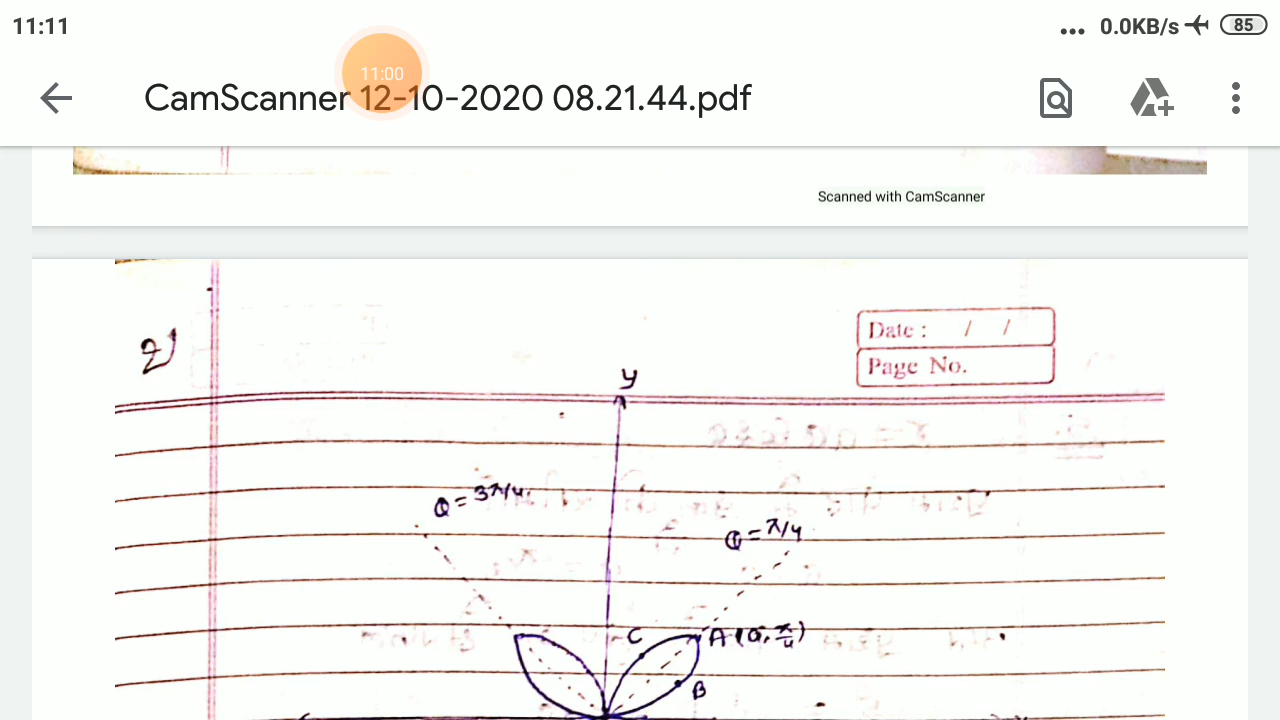 11:11
... 0.0KB/s 85
11:00
CamScanner 12-10-2020 08.21.44.pdf
Scanned with CamScanner
2)
Date : / /
Page No.
y
θ = 3π/4
θ = π/4
C
A (a, π/4)
B